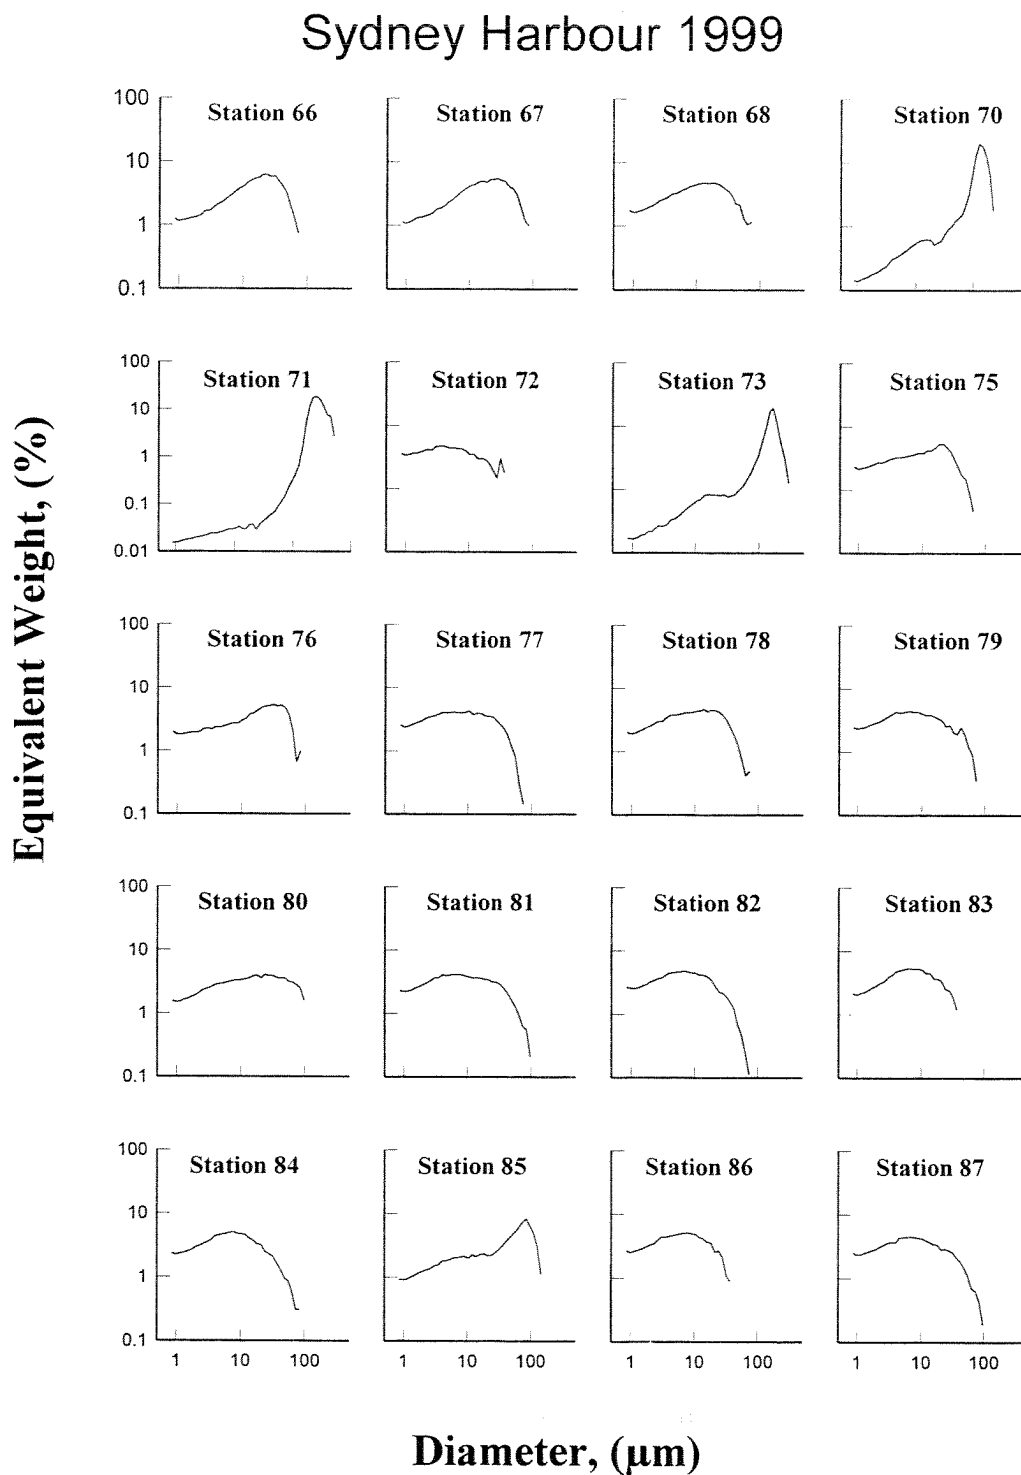 Sydney Harbour 1999
Equivalent Weight, (%)
100 Station 66 Station 67 Station 68 Station 70
10
1
0.1
100 Station 71 Station 72 Station 73 Station 75
10
1
0.1
0.01
100 Station 76 Station 77 Station 78 Station 79
10
1
0.1
100 Station 80 Station 81 Station 82 Station 83
10
1
0.1
100 Station 84 Station 85 Station 86 Station 87
10
1
0.1
1 10 100 1 10 100 1 10 100 1 10 100
Diameter, (μm)